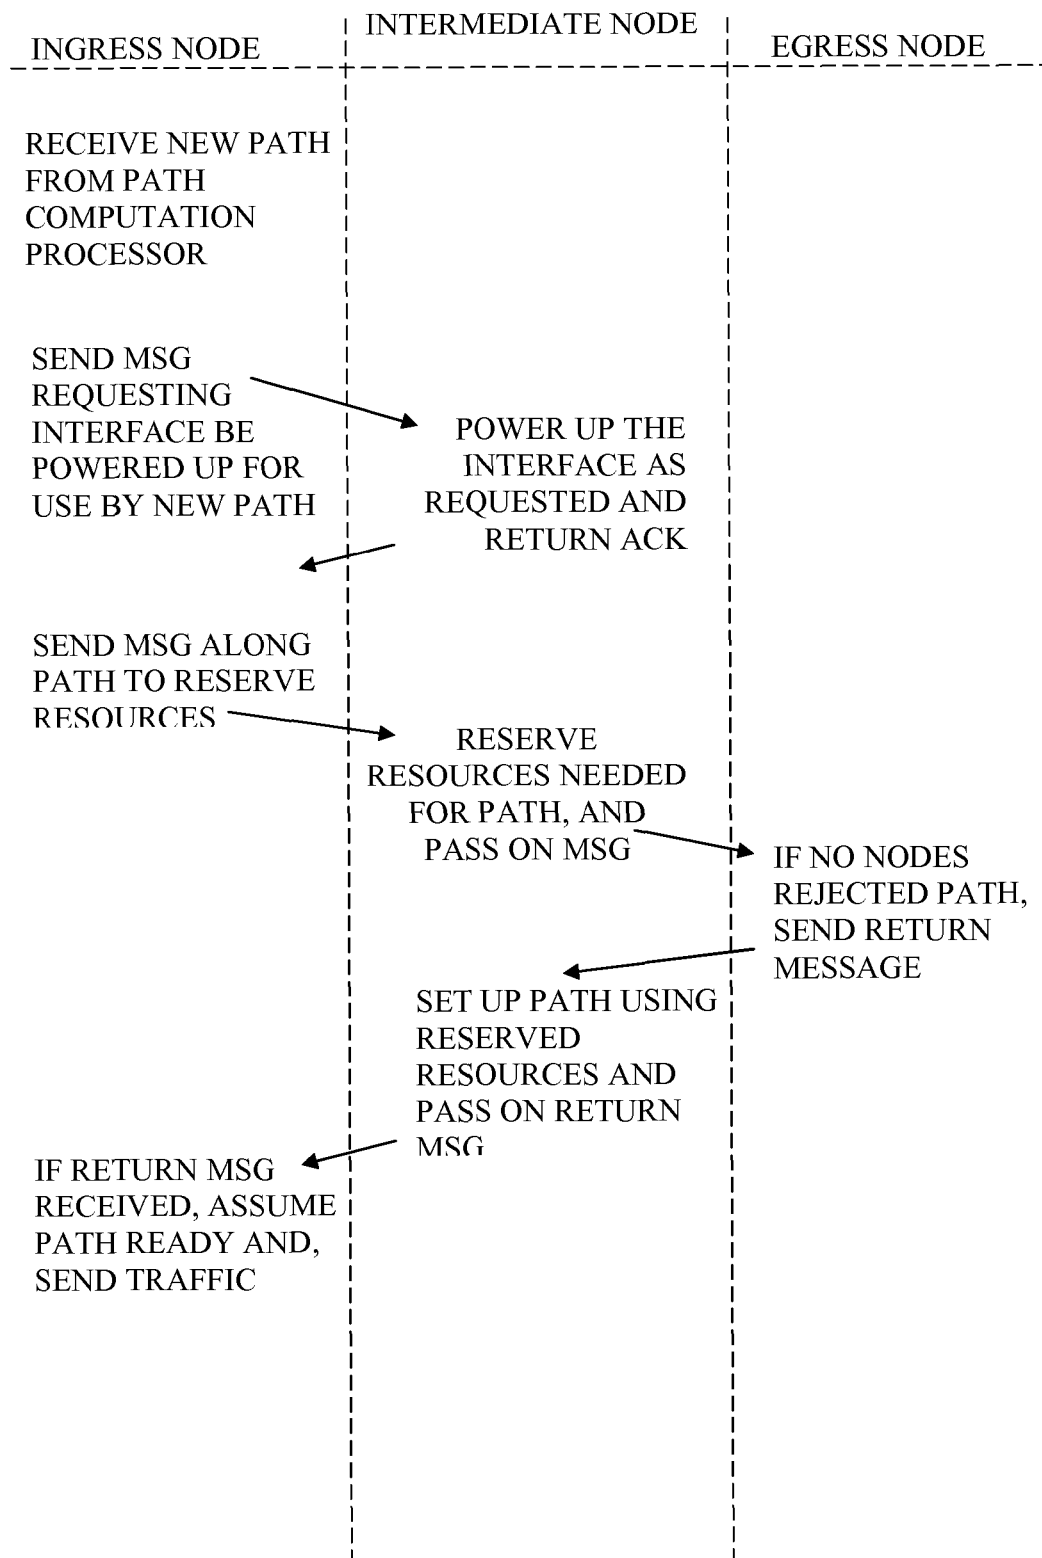 INGRESS NODE
INTERMEDIATE NODE
EGRESS NODE
RECEIVE NEW PATH
FROM PATH
COMPUTATION
PROCESSOR
SEND MSG
REQUESTING
INTERFACE BE
POWERED UP FOR
USE BY NEW PATH
POWER UP THE
INTERFACE AS
REQUESTED AND
RETURN ACK
SEND MSG ALONG
PATH TO RESERVE
RESOURCES
RESERVE
RESOURCES NEEDED
FOR PATH, AND
PASS ON MSG
IF NO NODES
REJECTED PATH,
SEND RETURN
MESSAGE
SET UP PATH USING
RESERVED
RESOURCES AND
PASS ON RETURN
MSG
IF RETURN MSG
RECEIVED, ASSUME
PATH READY AND,
SEND TRAFFIC